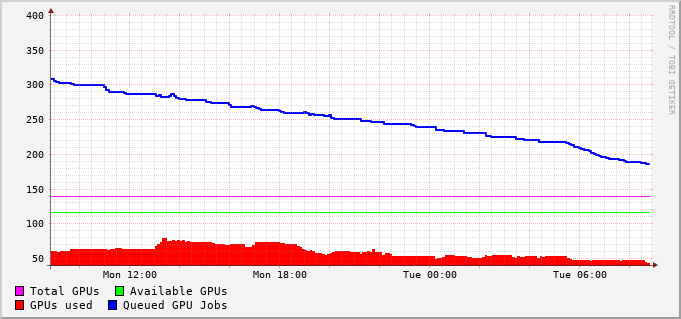 400
350
300
250
200
150
100
50
Mon 12:00 Mon 18:00 Tue 00:00 Tue 06:00
Total GPUs Available GPUs
GPUs used Queued GPU Jobs
RRDTOOL / TOBI OETIKER